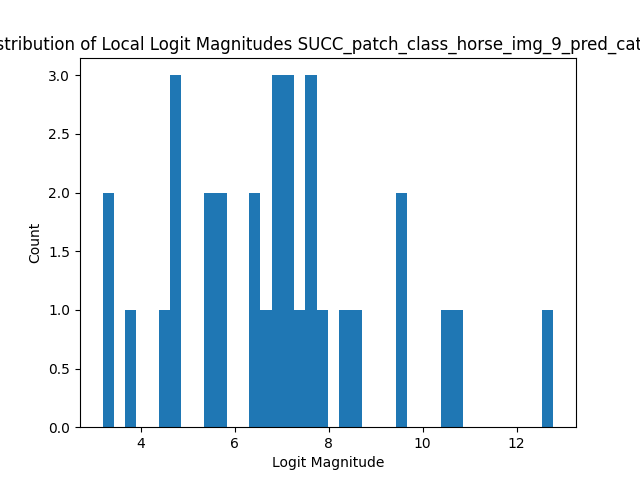 stribution of Local Logit Magnitudes SUCC_patch_class_horse_img_9_pred_cat
3.0
2.5
2.0
1.5
1.0
0.5
0.0
Count
4 6 8 10 12
Logit Magnitude